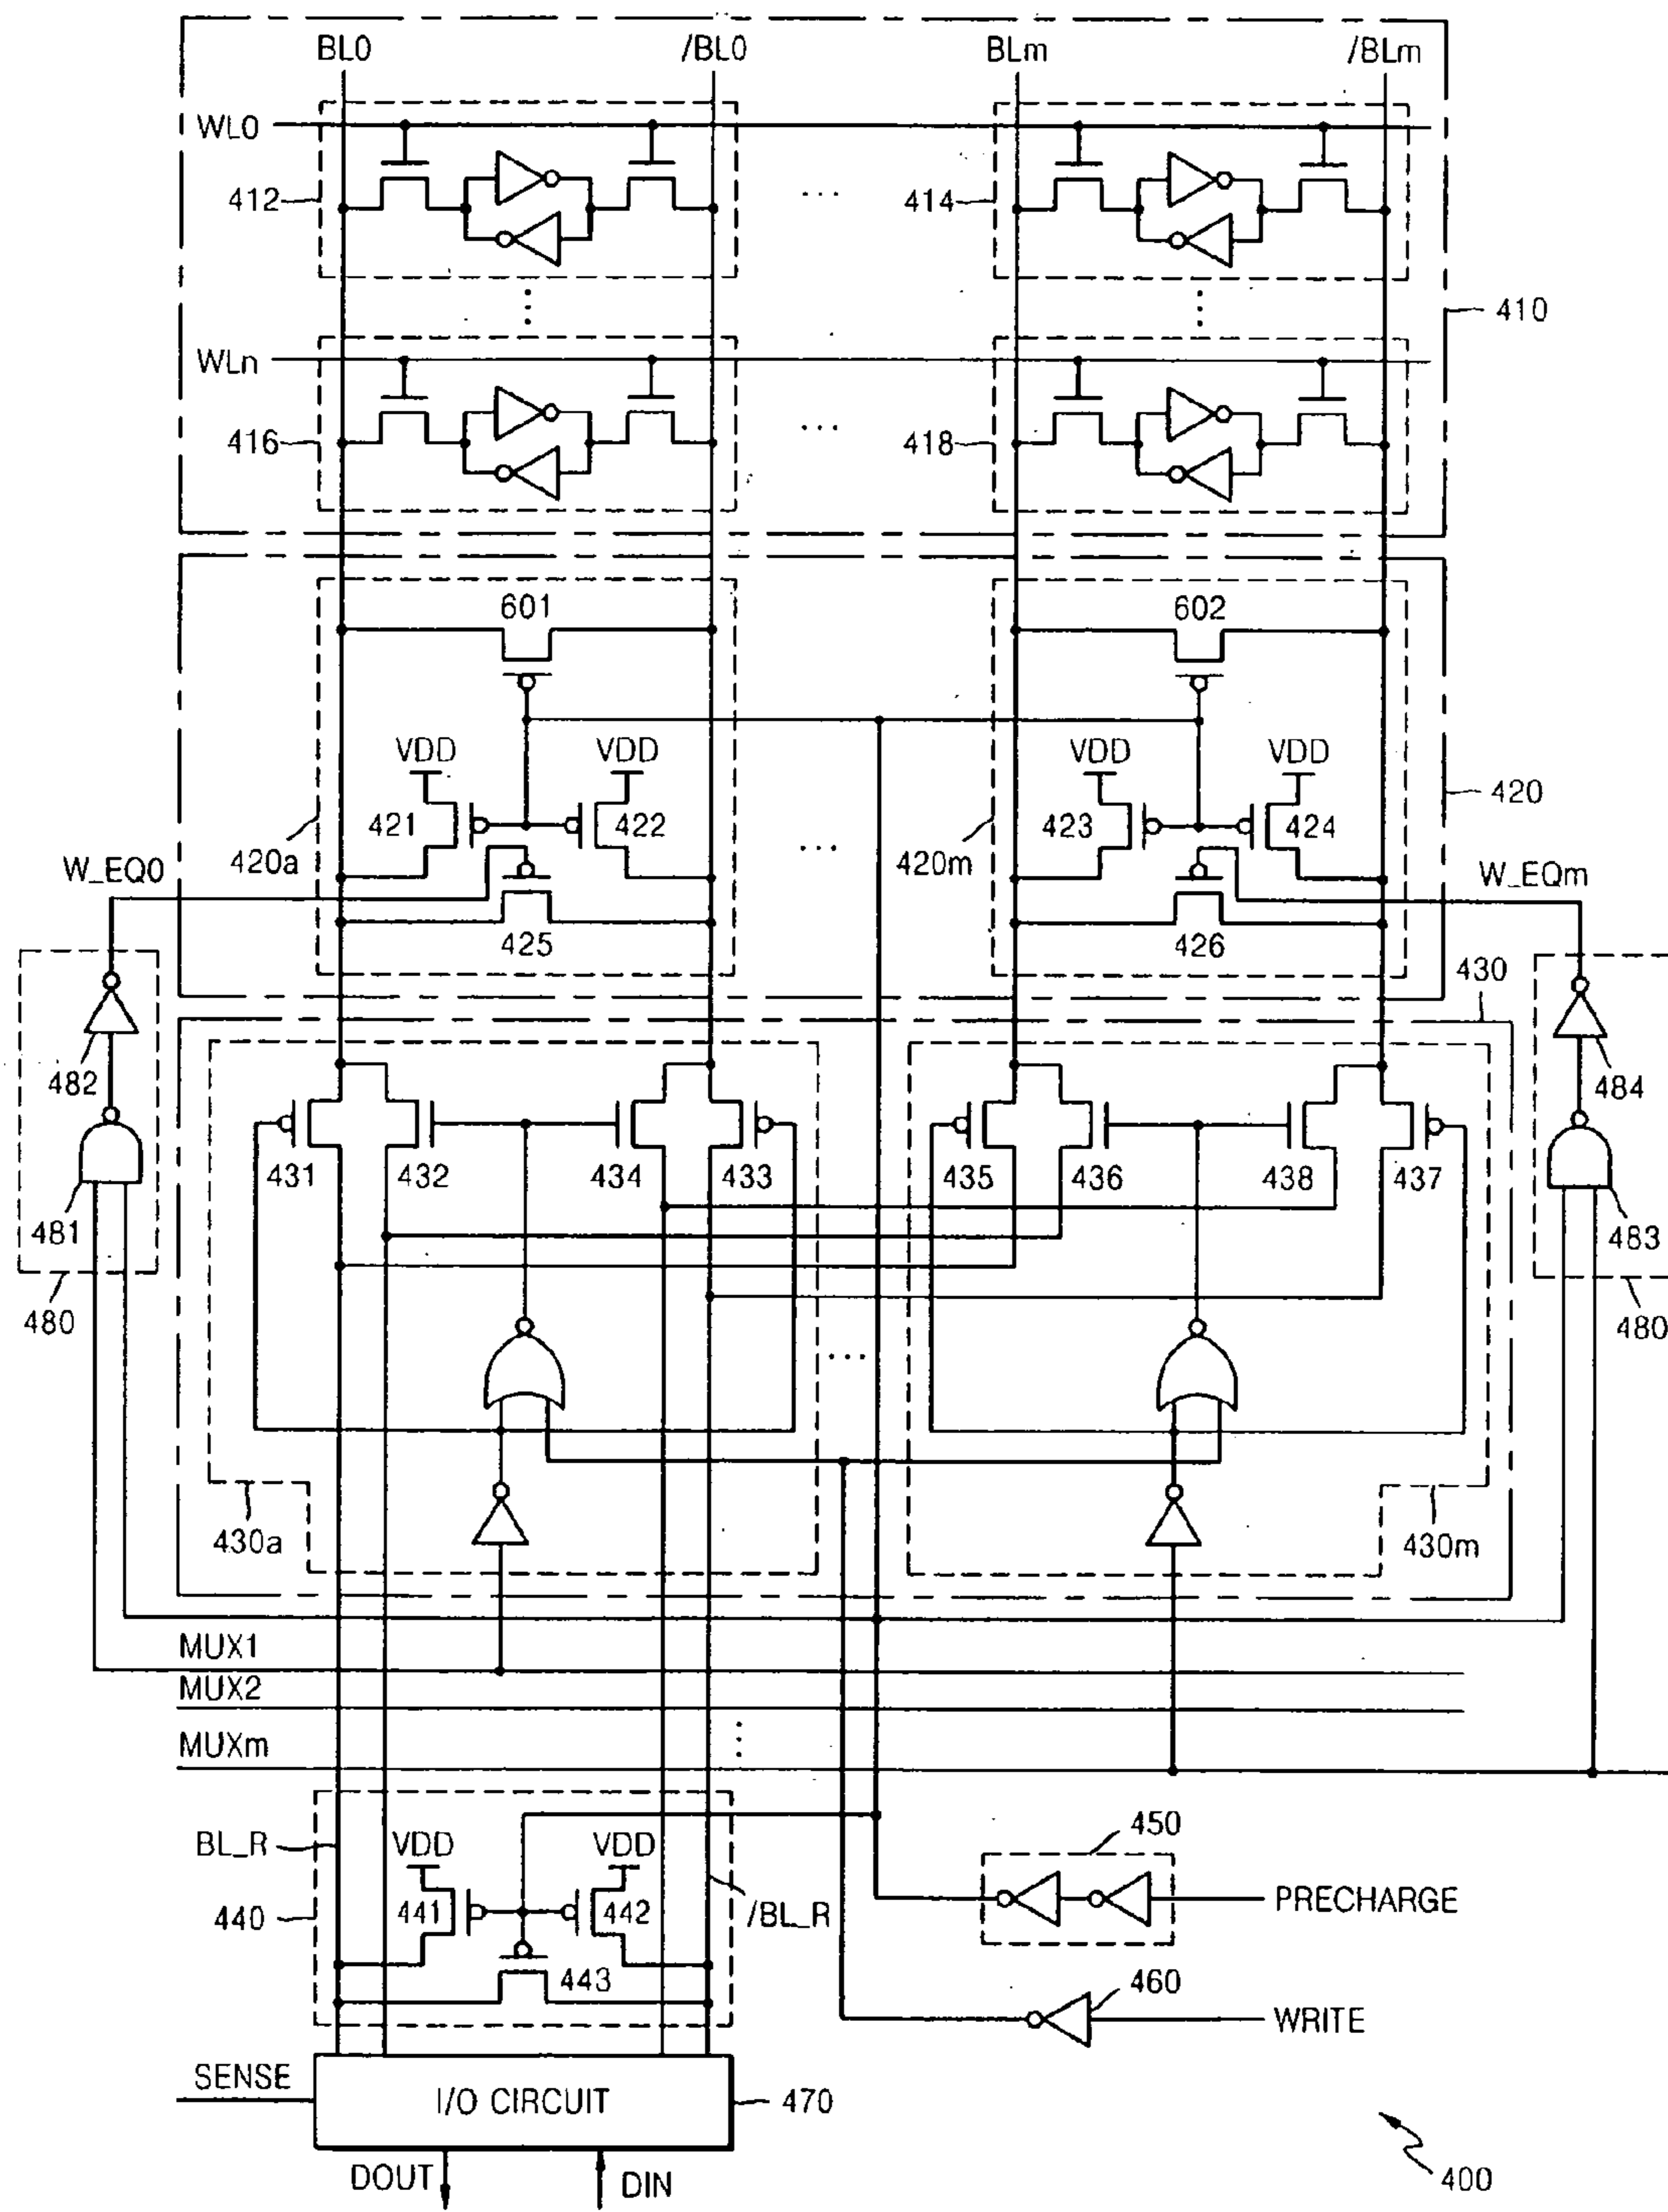 BL0 /BL0 BLm /BLm
WL0
412 414
410
WLn
416 418
601 602
VDD VDD VDD VDD
421 422 423 424
420
420a 420m
W_EQ0 W_EQm
425 426
430
482 484
431 432 434 433 435 436 438 437
481 483
480 480
430a 430m
MUX1
MUX2
MUXm
450
BL_R VDD VDD
PRECHARGE
440 441 442 /BL_R
443 460
WRITE
SENSE
I/O CIRCUIT 470
DOUT DIN
400